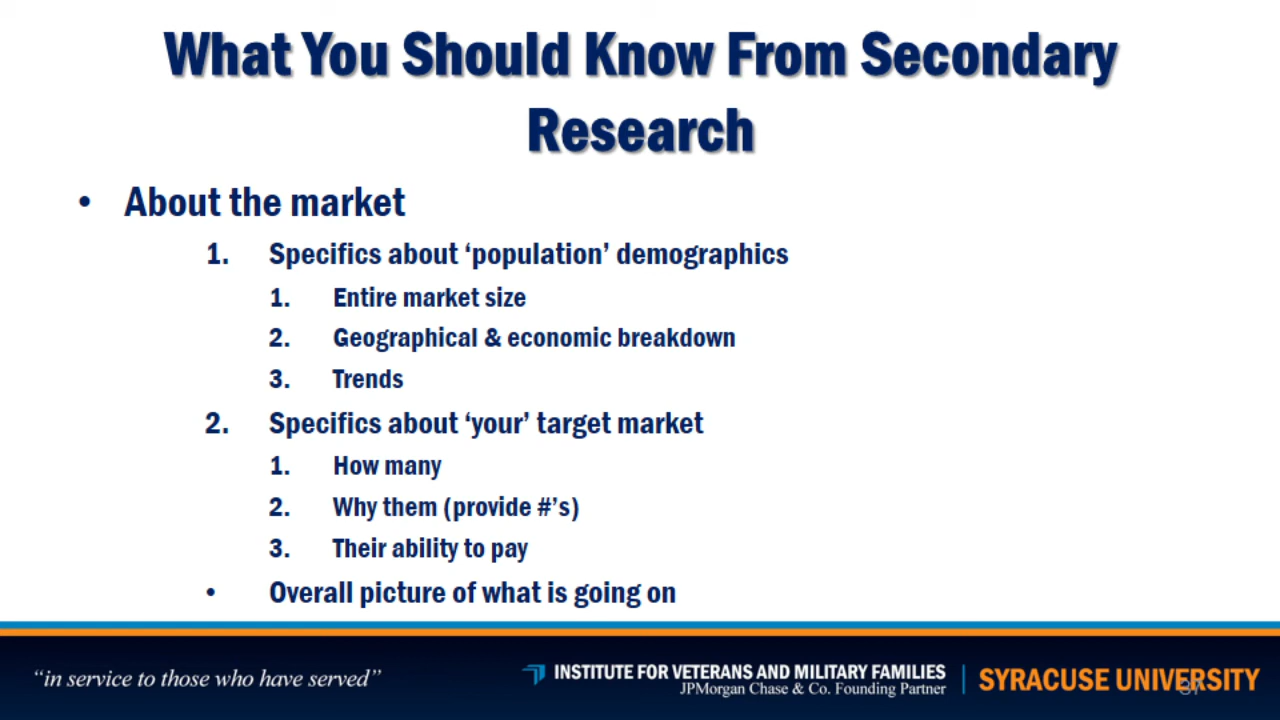 What You Should Know From Secondary
Research
• About the market
1. Specifics about ‘population’ demographics
1. Entire market size
2. Geographical & economic breakdown
3. Trends
2. Specifics about ‘your’ target market
1. How many
2. Why them (provide #’s)
3. Their ability to pay
• Overall picture of what is going on
“in service to those who have served”
INSTITUTE FOR VETERANS AND MILITARY FAMILIES
JPMorgan Chase & Co. Founding Partner
SYRACUSE UNIVERSITY
37